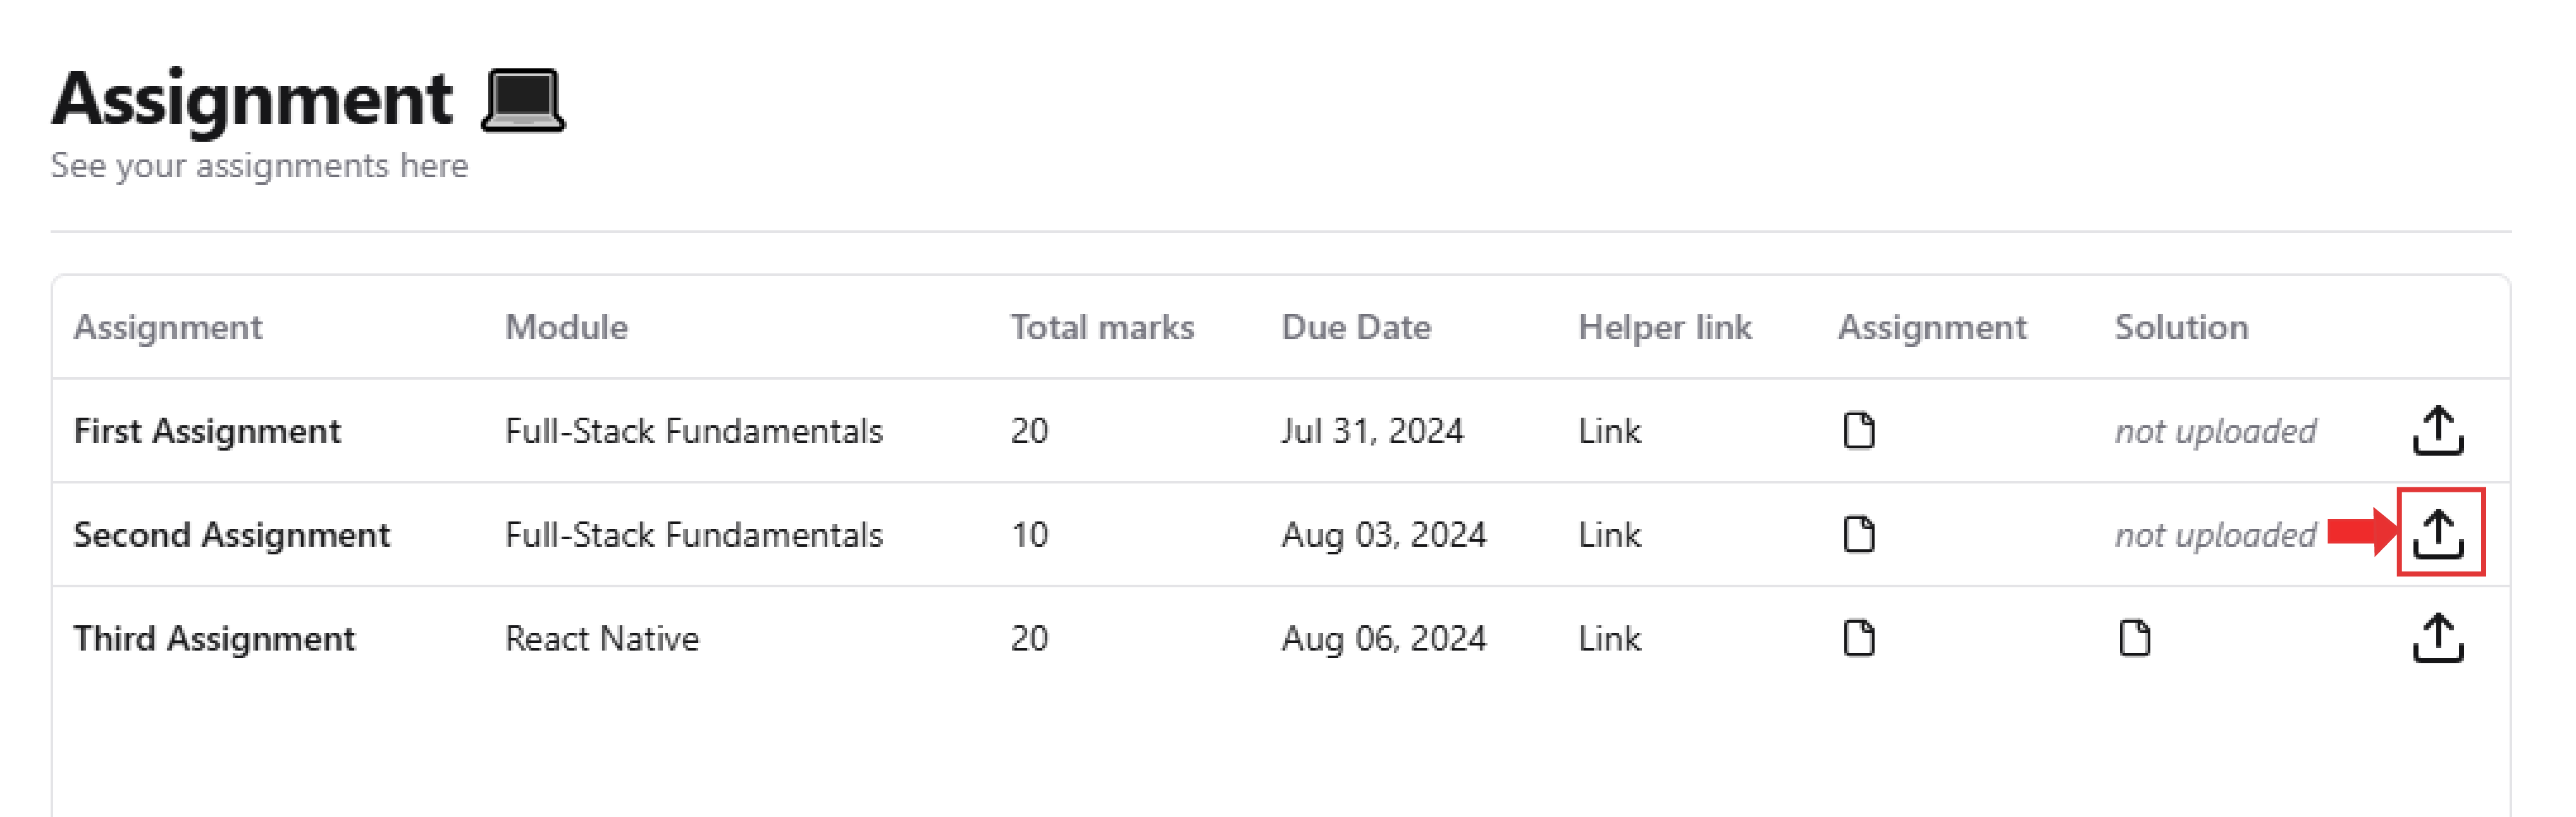 Assignment
See your assignments here
Assignment Module Total marks Due Date Helper link Assignment Solution
First Assignment Full-Stack Fundamentals 20 Jul 31, 2024 Link not uploaded
Second Assignment Full-Stack Fundamentals 10 Aug 03, 2024 Link not uploaded
Third Assignment React Native 20 Aug 06, 2024 Link